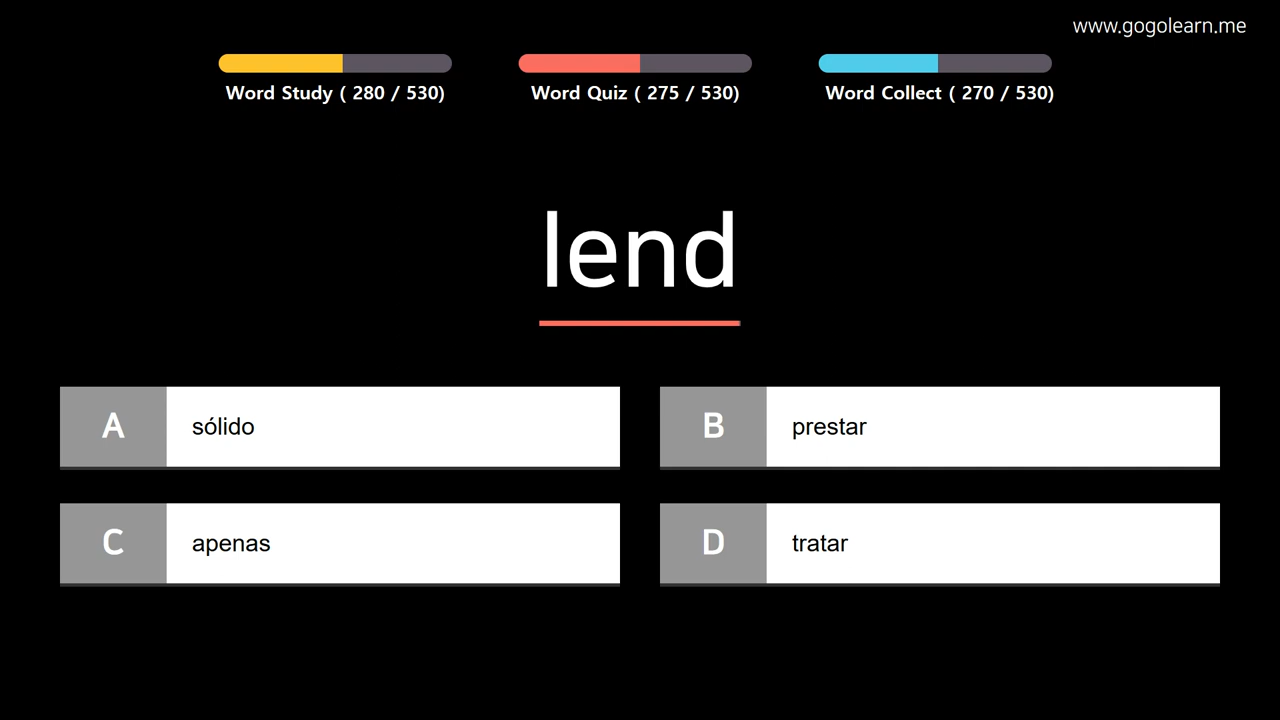 www.gogolearn.me
Word Study ( 280 / 530)
Word Quiz ( 275 / 530)
Word Collect ( 270 / 530)
lend
A sólido
B prestar
C apenas
D tratar